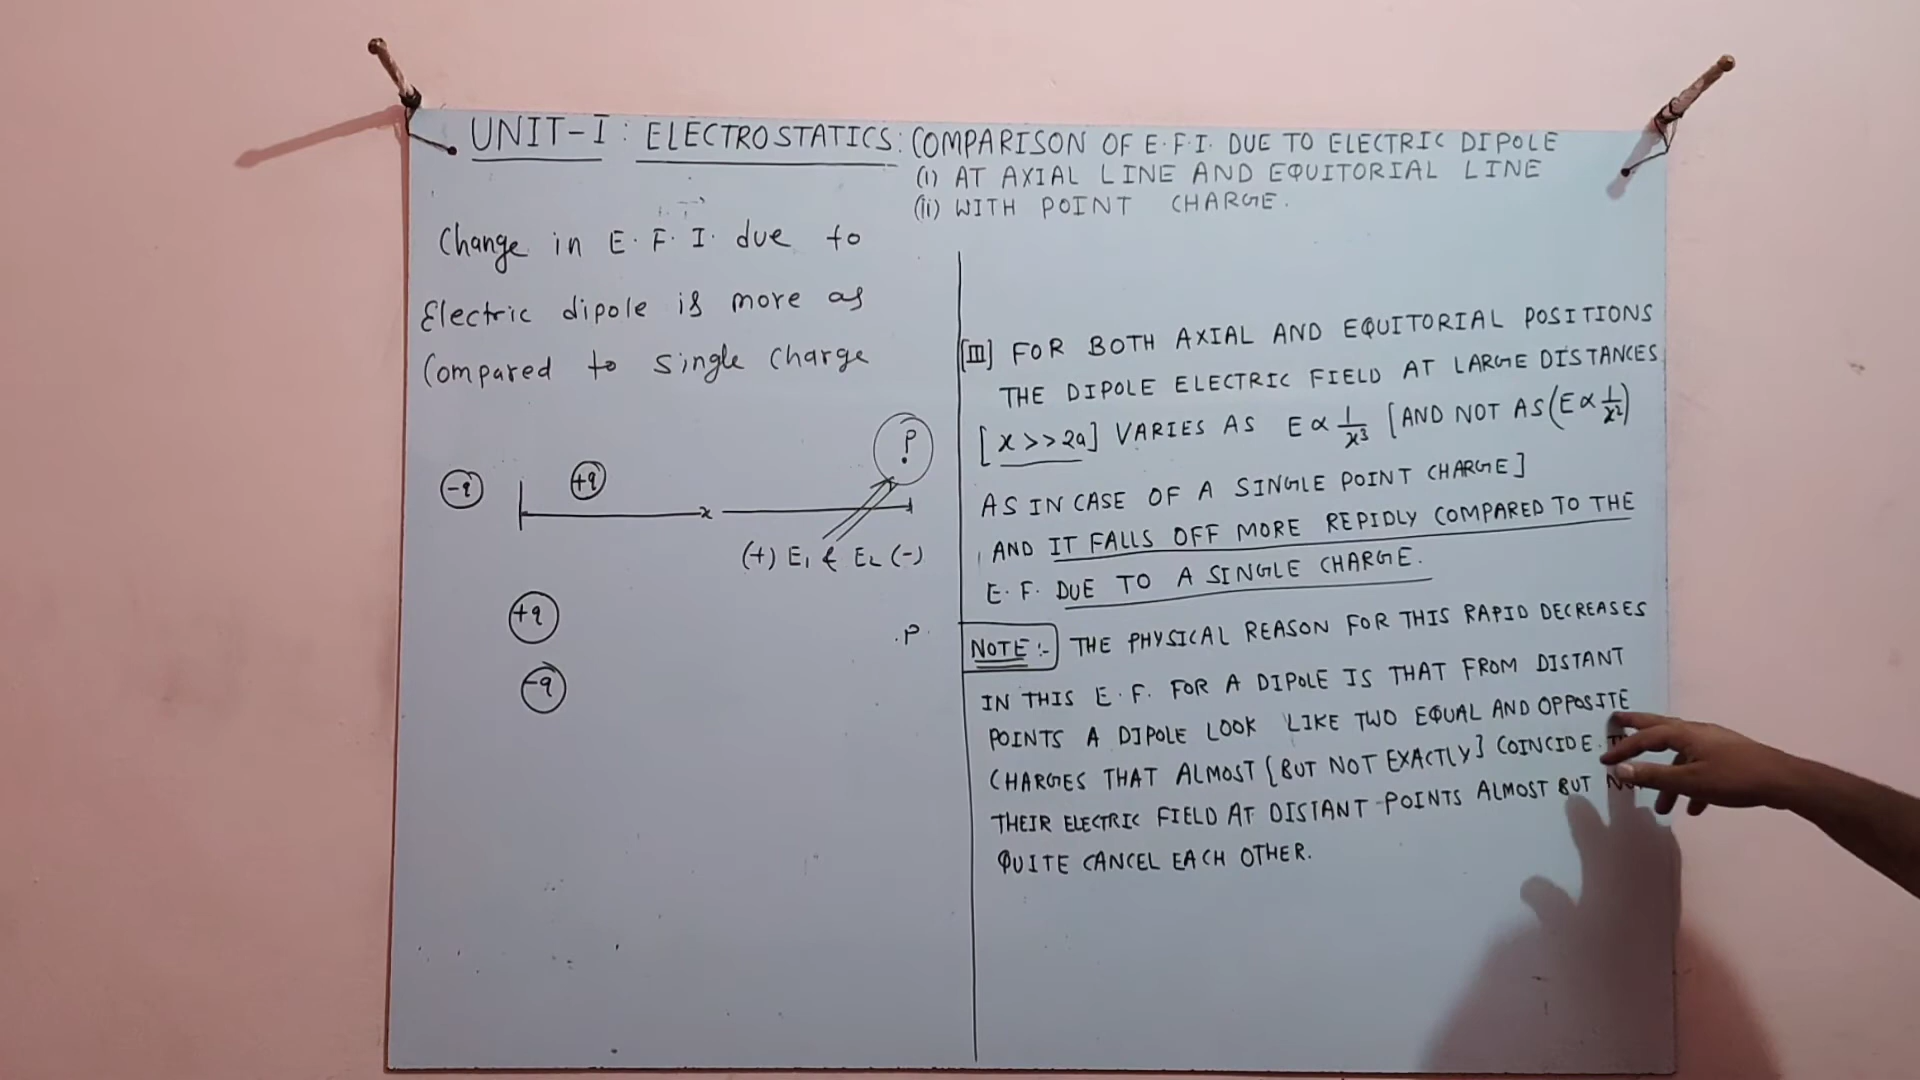 UNIT-I : ELECTROSTATICS : COMPARISON OF E.F.I. DUE TO ELECTRIC DIPOLE
(i) AT AXIAL LINE AND EQUITORIAL LINE
(ii) WITH POINT CHARGE.
Change in E.F.I. due to
Electric dipole is more as
Compared to single charge
P
-q
+q
x
(+) E₁ & E₂ (-)
+q
.P.
-q
[III] FOR BOTH AXIAL AND EQUITORIAL POSITIONS
THE DIPOLE ELECTRIC FIELD AT LARGE DISTANCES
[x >> 2a] VARIES AS E ∝ 1/x³ [AND NOT AS (E ∝ 1/x²)
AS IN CASE OF A SINGLE POINT CHARGE]
AND IT FALLS OFF MORE REPIDLY COMPARED TO THE
E.F. DUE TO A SINGLE CHARGE.
NOTE :- THE PHYSICAL REASON FOR THIS RAPID DECREASES
IN THIS E.F. FOR A DIPOLE IS THAT FROM DISTANT
POINTS A DIPOLE LOOK LIKE TWO EQUAL AND OPPOSITE
CHARGES THAT ALMOST [BUT NOT EXACTLY] COINCIDE.
THEIR ELECTRIC FIELD AT DISTANT POINTS ALMOST BUT
QUITE CANCEL EACH OTHER.